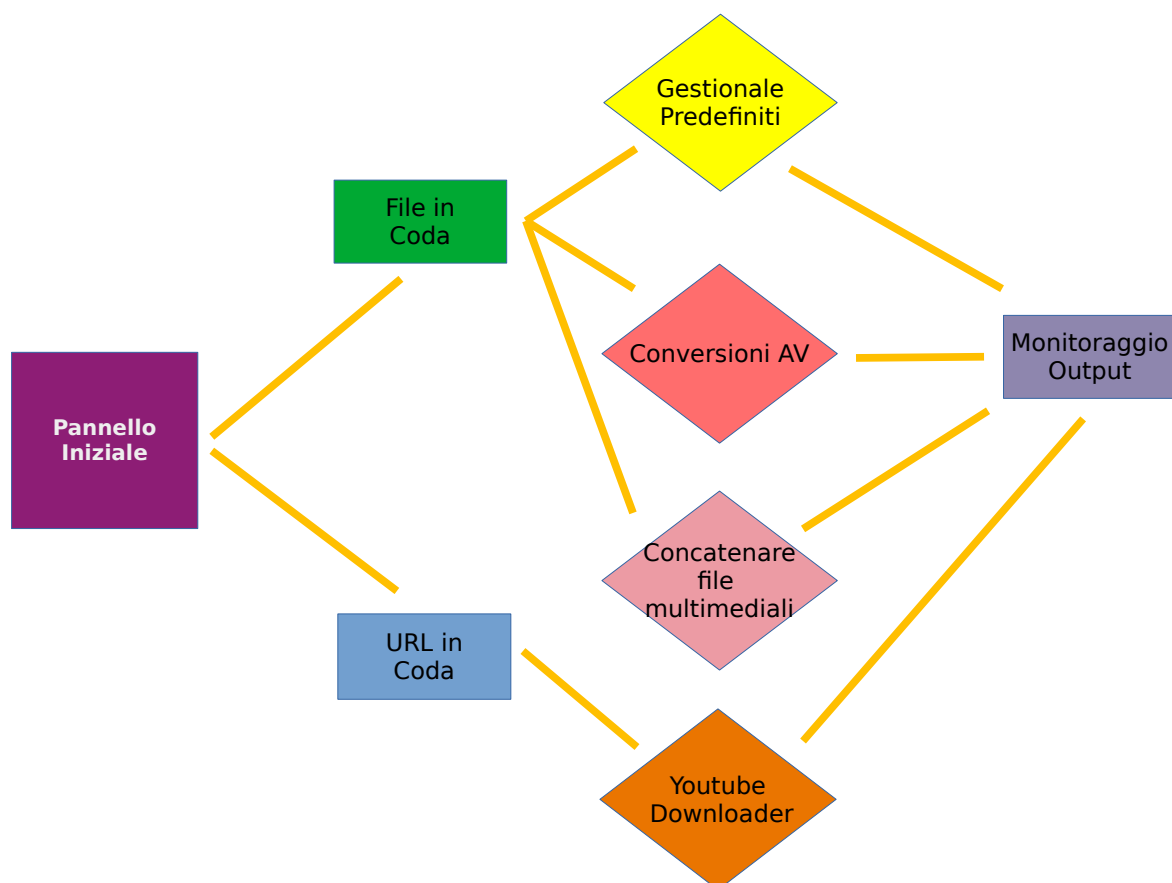 Gestionale
Predefiniti
File in
Coda
Conversioni AV
Monitoraggio
Output
Pannello
Iniziale
Concatenare
file
multimediali
URL in
Coda
Youtube
Downloader